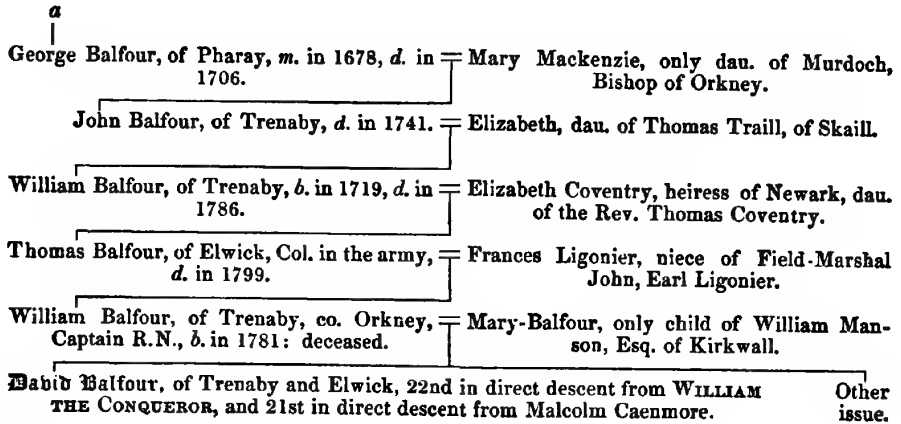 a
George Balfour, of Pharay, m. in 1678, d. in = Mary Mackenzie, only dau. of Murdoch,
1706. Bishop of Orkney.
John Balfour, of Trenaby, d. in 1741. = Elizabeth, dau. of Thomas Traill, of Skaill.
William Balfour, of Trenaby, b. in 1719, d. in = Elizabeth Coventry, heiress of Newark, dau.
1786. of the Rev. Thomas Coventry.
Thomas Balfour, of Elwick, Col. in the army, = Frances Ligonier, niece of Field-Marshal
d. in 1799. John, Earl Ligonier.
William Balfour, of Trenaby, co. Orkney, = Mary-Balfour, only child of William Man-
Captain R.N., b. in 1781: deceased. son, Esq. of Kirkwall.
David Balfour, of Trenaby and Elwick, 22nd in direct descent from WILLIAM Other
THE CONQUEROR, and 21st in direct descent from Malcolm Caenmore. issue.